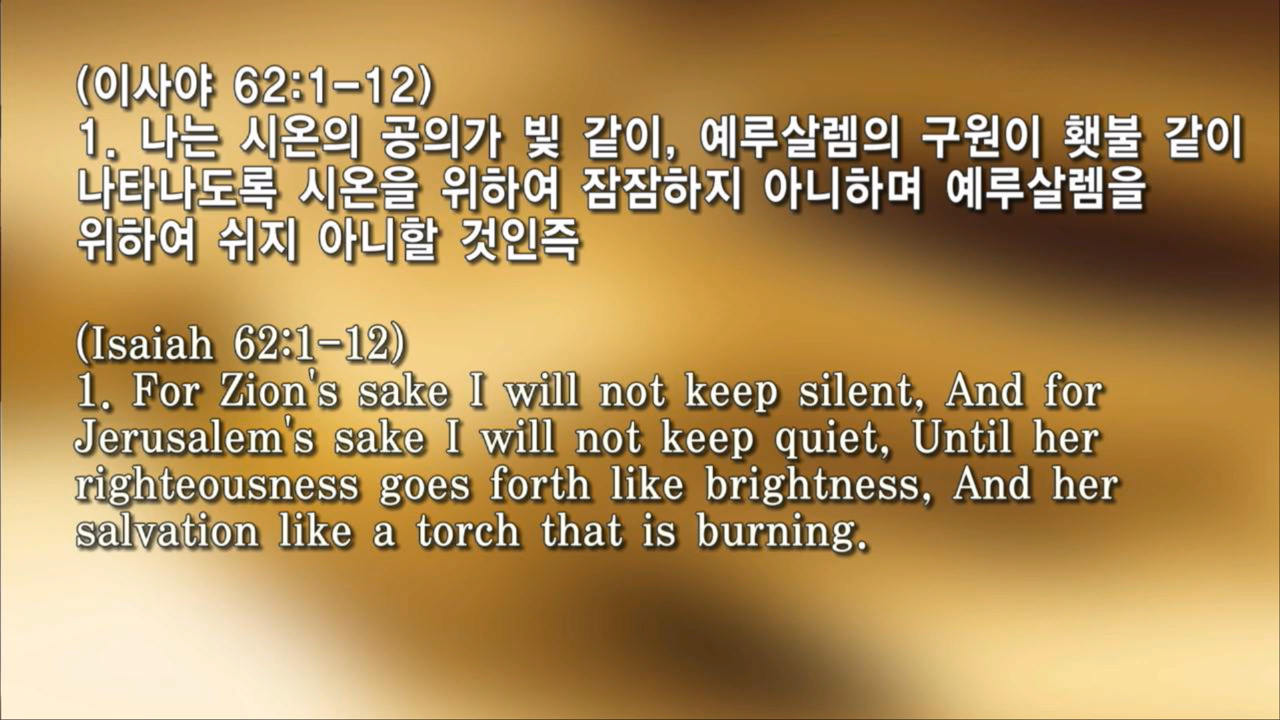 (이사야 62:1-12)
1. 나는 시온의 공의가 빛 같이, 예루살렘의 구원이 횃불 같이
나타나도록 시온을 위하여 잠잠하지 아니하며 예루살렘을
위하여 쉬지 아니할 것인즉
(Isaiah 62:1-12)
1. For Zion's sake I will not keep silent, And for
Jerusalem's sake I will not keep quiet, Until her
righteousness goes forth like brightness, And her
salvation like a torch that is burning.